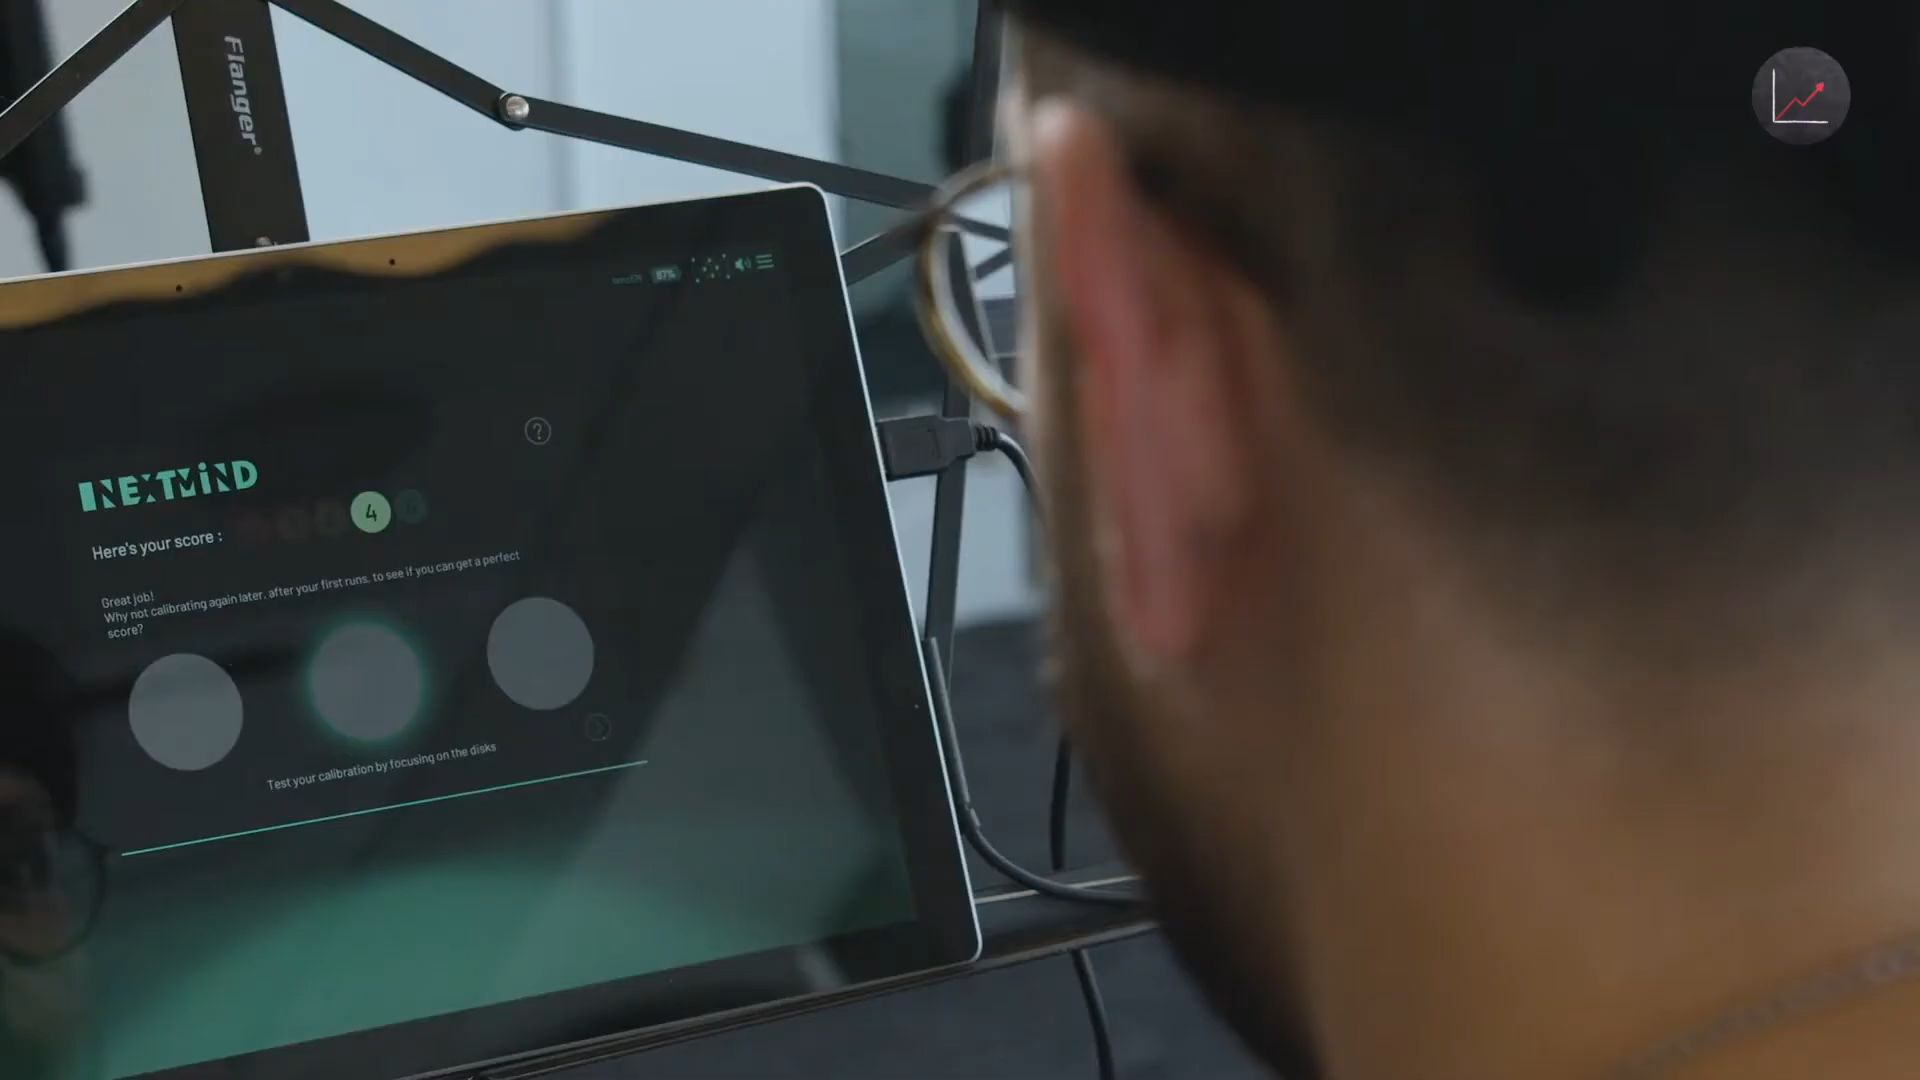 Flanger®
87%
?
NEXTMiND
Here's your score :
4
Great job!
Why not calibrating again later, after your first runs, to see if you can get a perfect
score?
Test your calibration by focusing on the disks